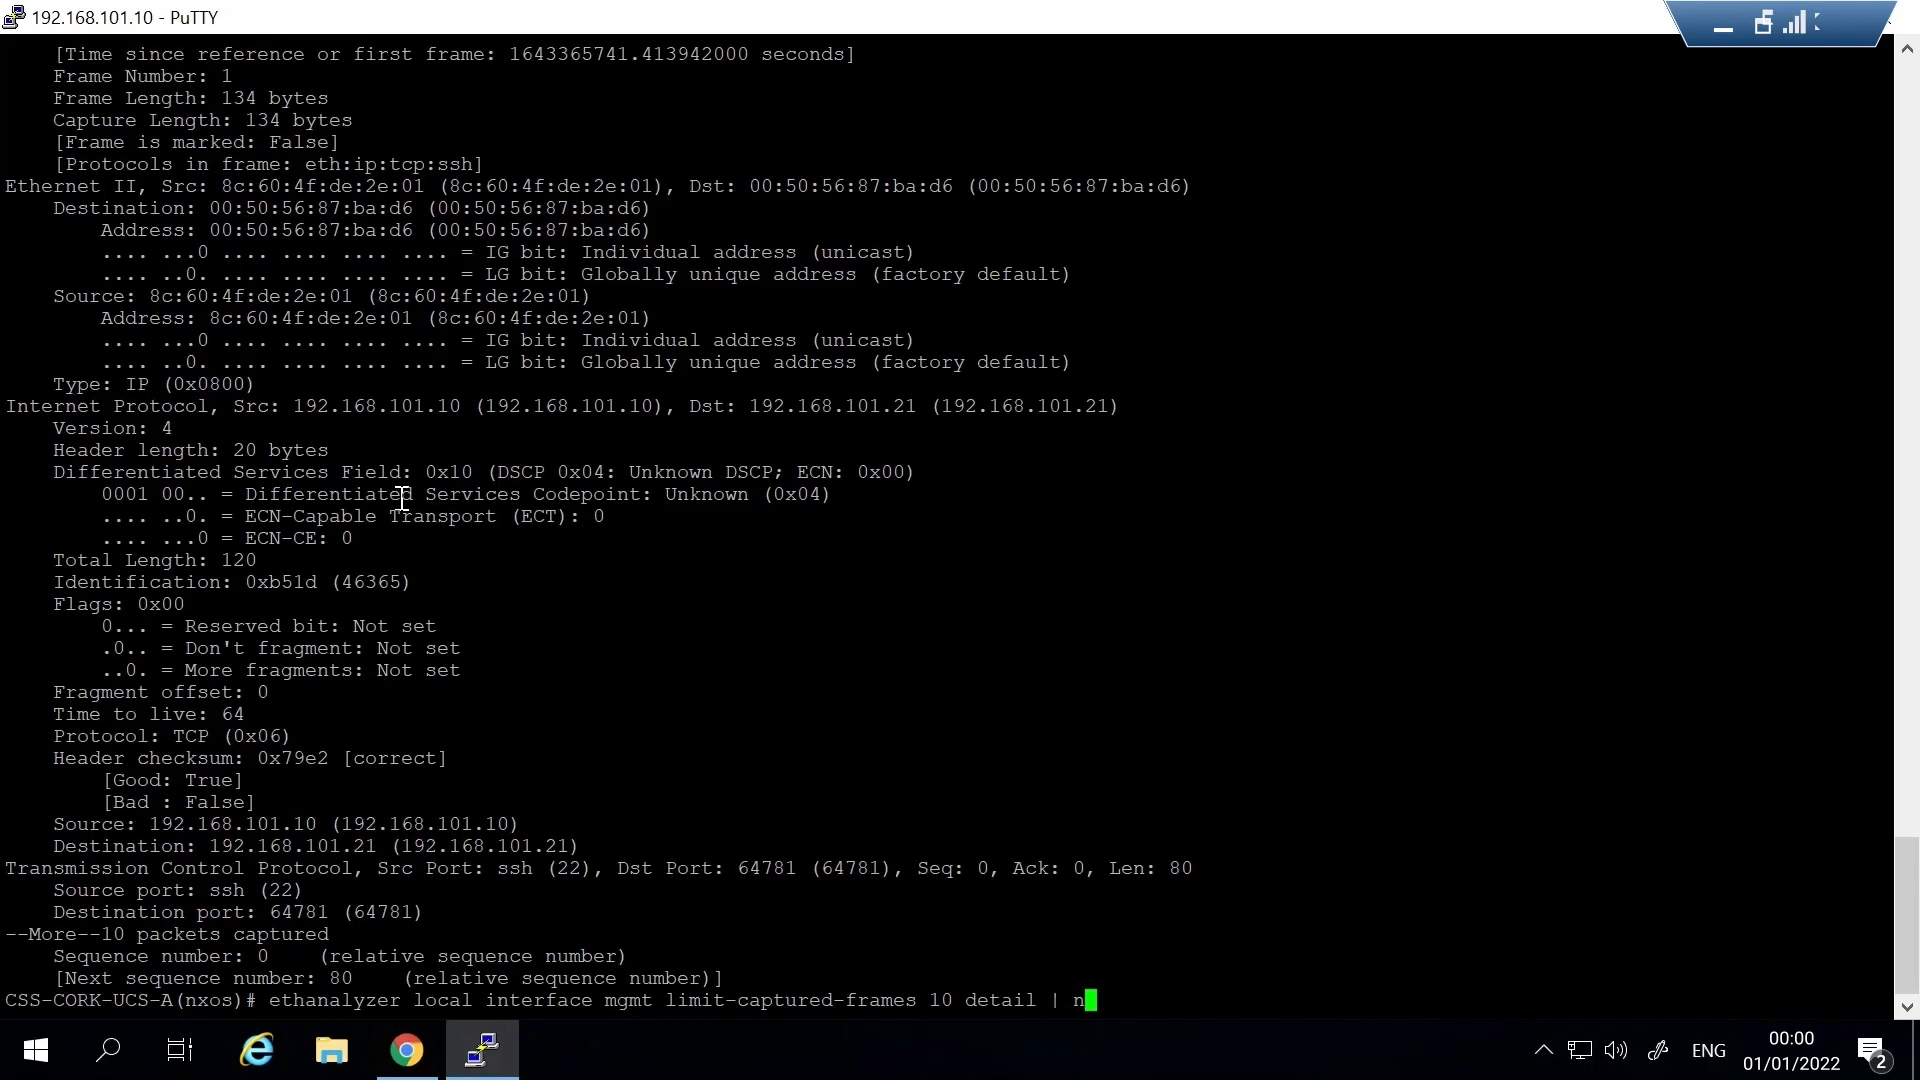 192.168.101.10 - PuTTY
[Time since reference or first frame: 1643365741.413942000 seconds]
Frame Number: 1
Frame Length: 134 bytes
Capture Length: 134 bytes
[Frame is marked: False]
[Protocols in frame: eth:ip:tcp:ssh]
Ethernet II, Src: 8c:60:4f:de:2e:01 (8c:60:4f:de:2e:01), Dst: 00:50:56:87:ba:d6 (00:50:56:87:ba:d6)
Destination: 00:50:56:87:ba:d6 (00:50:56:87:ba:d6)
Address: 00:50:56:87:ba:d6 (00:50:56:87:ba:d6)
.... ...0 .... .... .... .... = IG bit: Individual address (unicast)
.... ..0. .... .... .... .... = LG bit: Globally unique address (factory default)
Source: 8c:60:4f:de:2e:01 (8c:60:4f:de:2e:01)
Address: 8c:60:4f:de:2e:01 (8c:60:4f:de:2e:01)
.... ...0 .... .... .... .... = IG bit: Individual address (unicast)
.... ..0. .... .... .... .... = LG bit: Globally unique address (factory default)
Type: IP (0x0800)
Internet Protocol, Src: 192.168.101.10 (192.168.101.10), Dst: 192.168.101.21 (192.168.101.21)
Version: 4
Header length: 20 bytes
Differentiated Services Field: 0x10 (DSCP 0x04: Unknown DSCP; ECN: 0x00)
0001 00.. = Differentiated Services Codepoint: Unknown (0x04)
.... ..0. = ECN-Capable Transport (ECT): 0
.... ...0 = ECN-CE: 0
Total Length: 120
Identification: 0xb51d (46365)
Flags: 0x00
0... = Reserved bit: Not set
.0.. = Don't fragment: Not set
..0. = More fragments: Not set
Fragment offset: 0
Time to live: 64
Protocol: TCP (0x06)
Header checksum: 0x79e2 [correct]
[Good: True]
[Bad : False]
Source: 192.168.101.10 (192.168.101.10)
Destination: 192.168.101.21 (192.168.101.21)
Transmission Control Protocol, Src Port: ssh (22), Dst Port: 64781 (64781), Seq: 0, Ack: 0, Len: 80
Source port: ssh (22)
Destination port: 64781 (64781)
--More--10 packets captured
Sequence number: 0    (relative sequence number)
[Next sequence number: 80    (relative sequence number)]
CSS-CORK-UCS-A(nxos)# ethanalyzer local interface mgmt limit-captured-frames 10 detail | n
ENG
00:00
01/01/2022
2